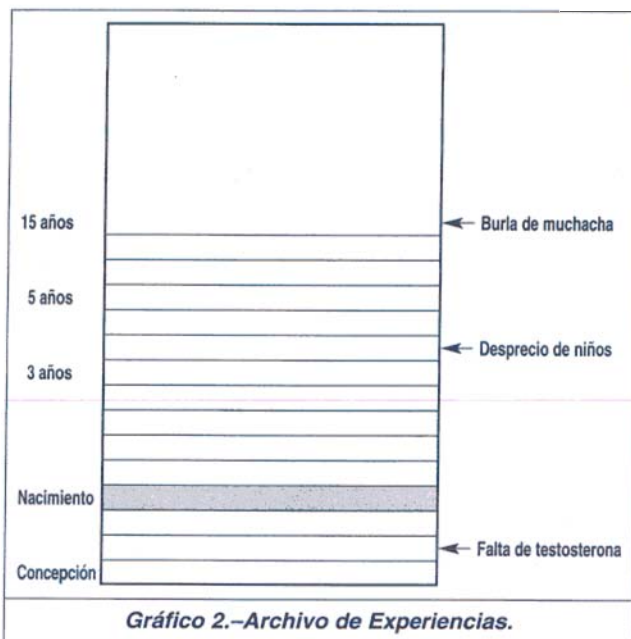 15 años
Burla de muchacha
5 años
Desprecio de niños
3 años
Nacimiento
Falta de testosterona
Concepción
Gráfico 2.–Archivo de Experiencias.